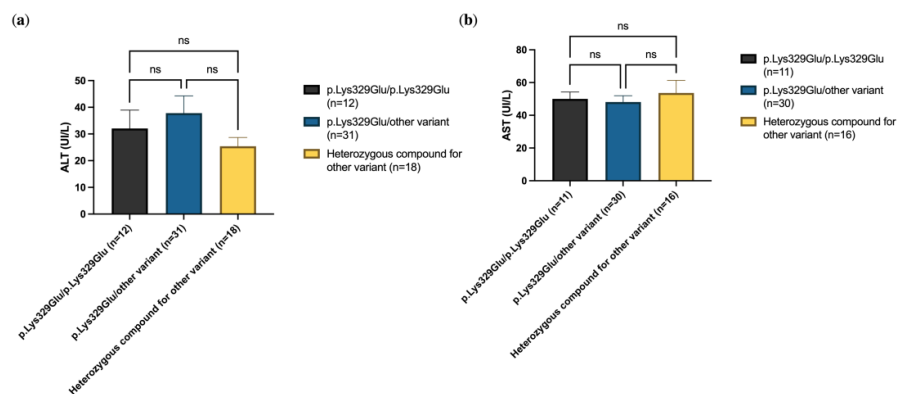 (a)
ns
ns
ns
50
40
30
20
10
0
ALT (UI/L)
p.Lys329Glu/p.Lys329Glu (n=12)
p.Lys329Glu/other variant (n=31)
Heterozygous compound for other variant (n=18)
p.Lys329Glu/p.Lys329Glu
(n=12)
p.Lys329Glu/other variant
(n=31)
Heterozygous compound for
other variant (n=18)
(b)
ns
ns
ns
80
60
40
20
0
AST (UI/L)
p.Lys329Glu/p.Lys329Glu (n=11)
p.Lys329Glu/other variant (n=30)
Heterozygous compound for other variant (n=16)
p.Lys329Glu/p.Lys329Glu
(n=11)
p.Lys329Glu/other variant
(n=30)
Heterozygous compound for
other variant (n=16)